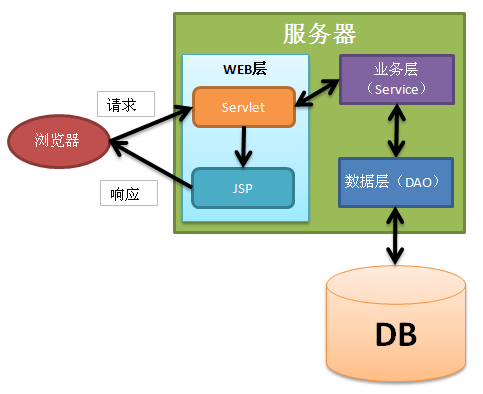 服务器
WEB层
业务层
（Service）
请求
Servlet
浏览器
数据层（DAO）
JSP
响应
DB